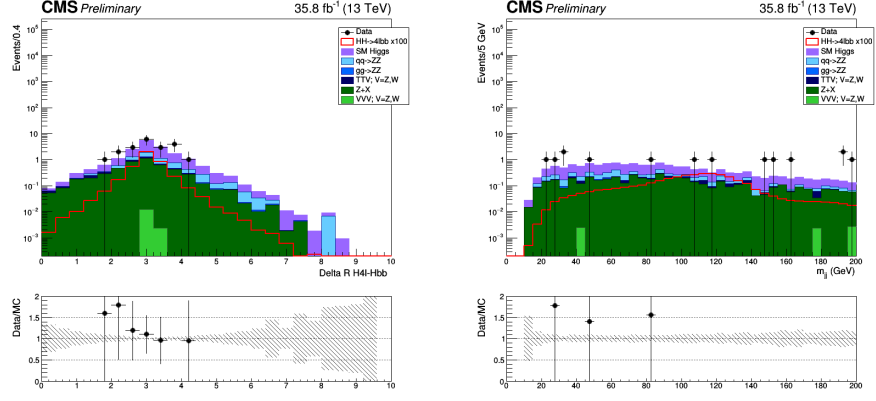 CMS Preliminary 35.8 fb⁻¹ (13 TeV)
Events/0.4
10⁵
10⁴
10³
10²
10
1
10⁻¹
10⁻²
10⁻³
Data
HH->4lbb x100
SM Higgs
qq->ZZ
gg->ZZ
TTV; V=Z,W
Z+X
VVV; V=Z,W
0 1 2 3 4 5 6 7 8 9 10
Delta R H4l-Hbb
Data/MC
2
1.5
1
0.5
0
0 1 2 3 4 5 6 7 8 9 10
CMS Preliminary 35.8 fb⁻¹ (13 TeV)
Events/5 GeV
10⁵
10⁴
10³
10²
10
1
10⁻¹
10⁻²
10⁻³
Data
HH->4lbb x100
SM Higgs
qq->ZZ
gg->ZZ
TTV; V=Z,W
Z+X
VVV; V=Z,W
0 20 40 60 80 100 120 140 160 180 200
m_jj (GeV)
Data/MC
2
1.5
1
0.5
0
0 20 40 60 80 100 120 140 160 180 200